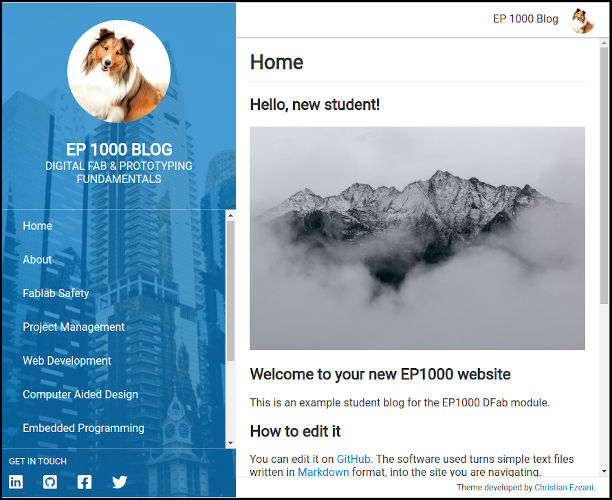 EP 1000 BLOG
DIGITAL FAB & PROTOTYPING
FUNDAMENTALS
Home
About
Fablab Safety
Project Management
Web Development
Computer Aided Design
Embedded Programming
GET IN TOUCH
EP 1000 Blog
Home
Hello, new student!
Welcome to your new EP1000 website
This is an example student blog for the EP1000 DFab module.
How to edit it
You can edit it on GitHub. The software used turns simple text files
written in Markdown format, into the site you are navigating.
Theme developed by Christian Ezeani.